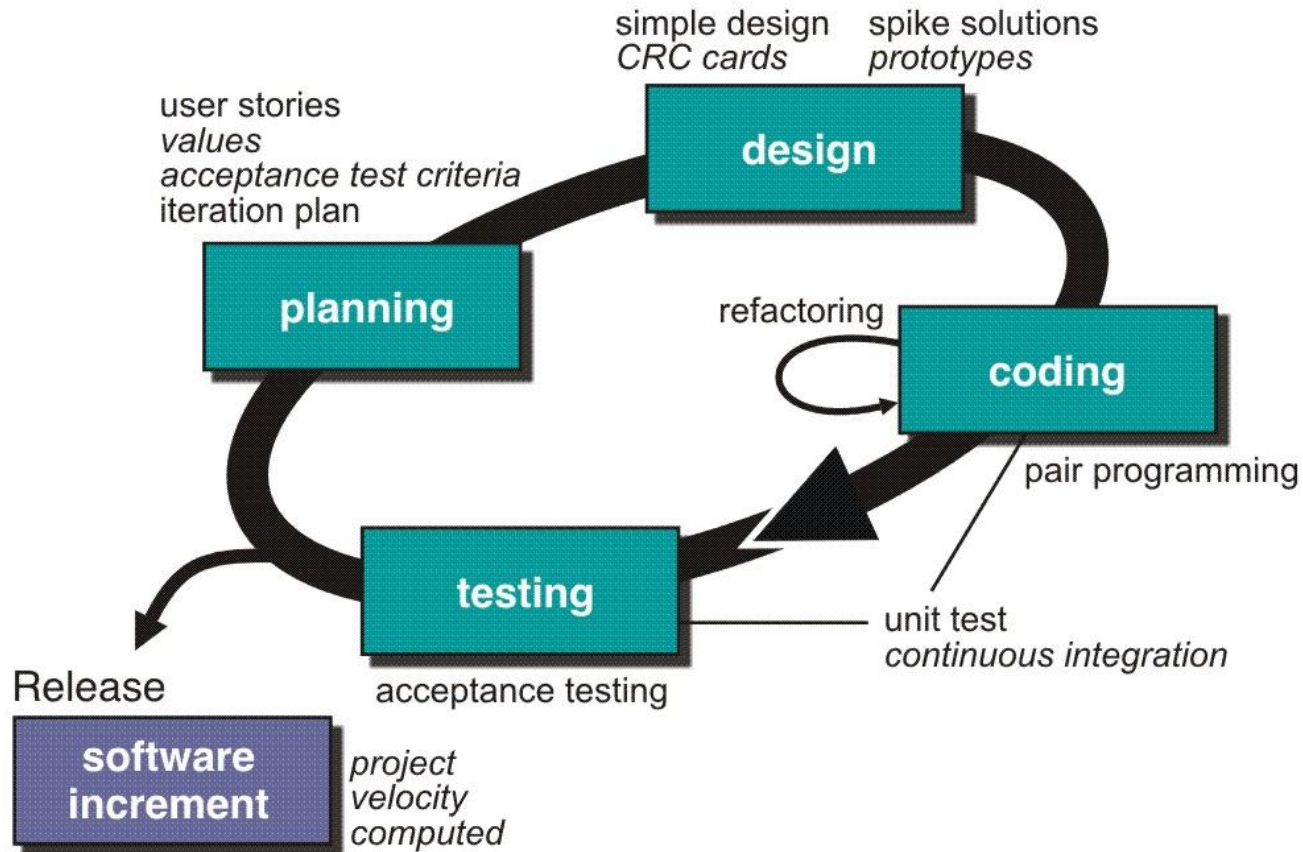 simple design
CRC cards
spike solutions
prototypes
design
user stories
values
acceptance test criteria
iteration plan
planning
refactoring
coding
pair programming
testing
unit test
continuous integration
acceptance testing
Release
software
increment
project
velocity
computed